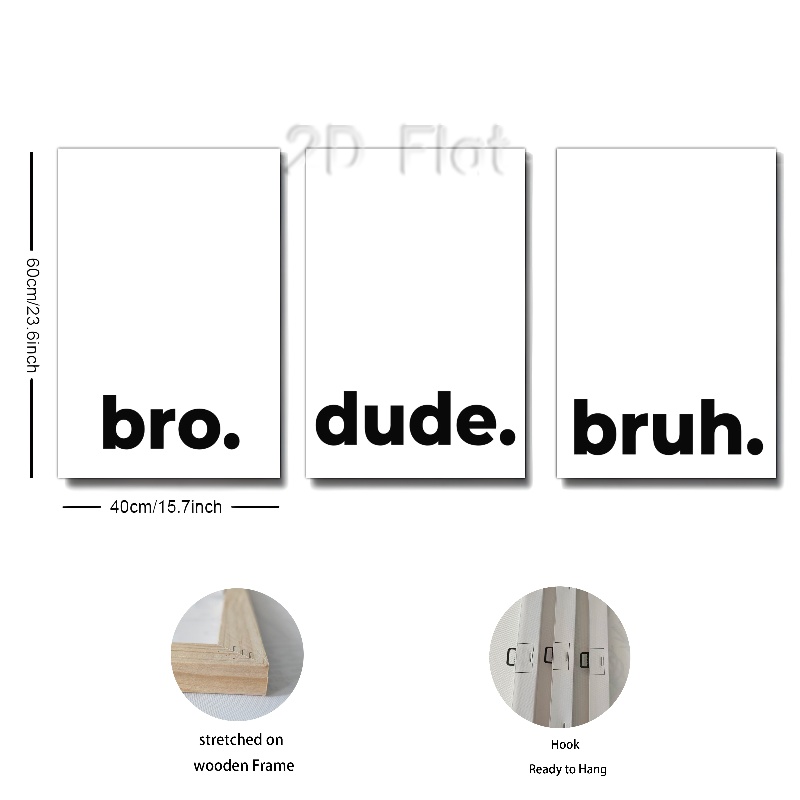 2D Flat
60cm/23.6inch
bro.
dude.
bruh.
40cm/15.7inch
stretched on
wooden Frame
Hook
Ready to Hang